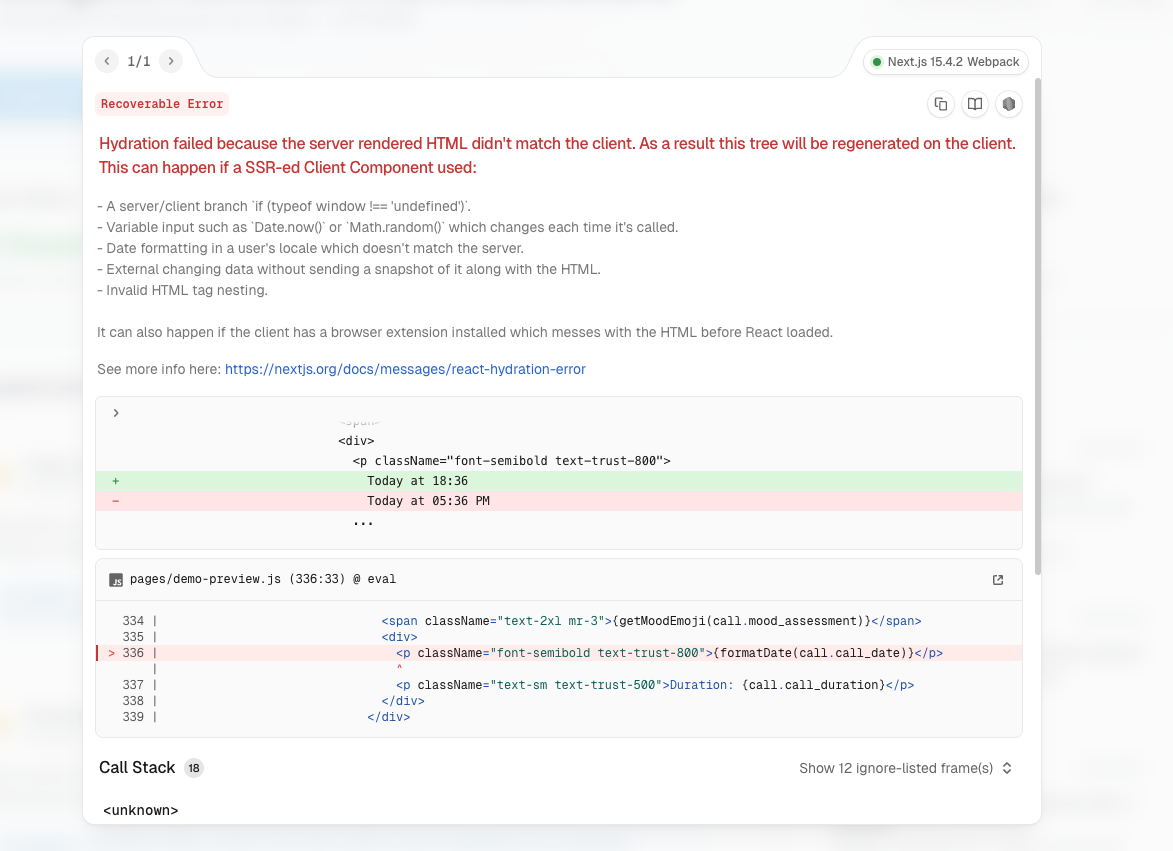 1/1
Next.js 15.4.2 Webpack
Recoverable Error
Hydration failed because the server rendered HTML didn't match the client. As a result this tree will be regenerated on the client.
This can happen if a SSR-ed Client Component used:
- A server/client branch `if (typeof window !== 'undefined')`.
- Variable input such as `Date.now()` or `Math.random()` which changes each time it's called.
- Date formatting in a user's locale which doesn't match the server.
- External changing data without sending a snapshot of it along with the HTML.
- Invalid HTML tag nesting.
It can also happen if the client has a browser extension installed which messes with the HTML before React loaded.
See more info here: https://nextjs.org/docs/messages/react-hydration-error
<span>
<div>
<p className="font-semibold text-trust-800">
+ Today at 18:36
- Today at 05:36 PM
...
JS pages/demo-preview.js (336:33) @ eval
334 | <span className="text-2xl mr-3">{getMoodEmoji(call.mood_assessment)}</span>
335 | <div>
> 336 | <p className="font-semibold text-trust-800">{formatDate(call.call_date)}</p>
| ^
337 | <p className="text-sm text-trust-500">Duration: {call.call_duration}</p>
338 | </div>
339 | </div>
Call Stack 18
Show 12 ignore-listed frame(s)
<unknown>